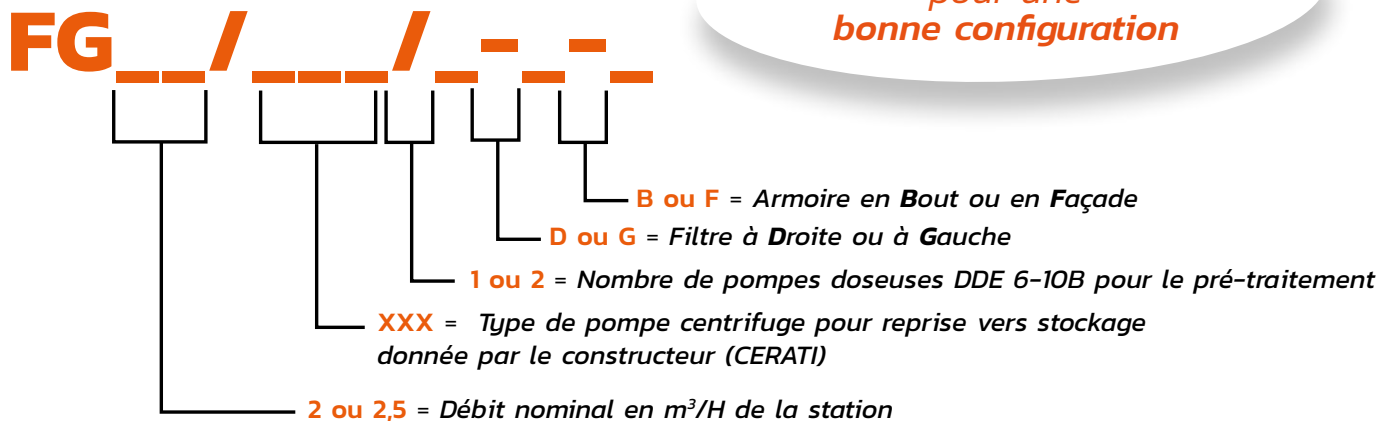 pour une
bonne configuration
FG__/___/_-_-_
B ou F = Armoire en Bout ou en Façade
D ou G = Filtre à Droite ou à Gauche
1 ou 2 = Nombre de pompes doseuses DDE 6-10B pour le pré-traitement
XXX = Type de pompe centrifuge pour reprise vers stockage
donnée par le constructeur (CERATI)
2 ou 2,5 = Débit nominal en m³/H de la station